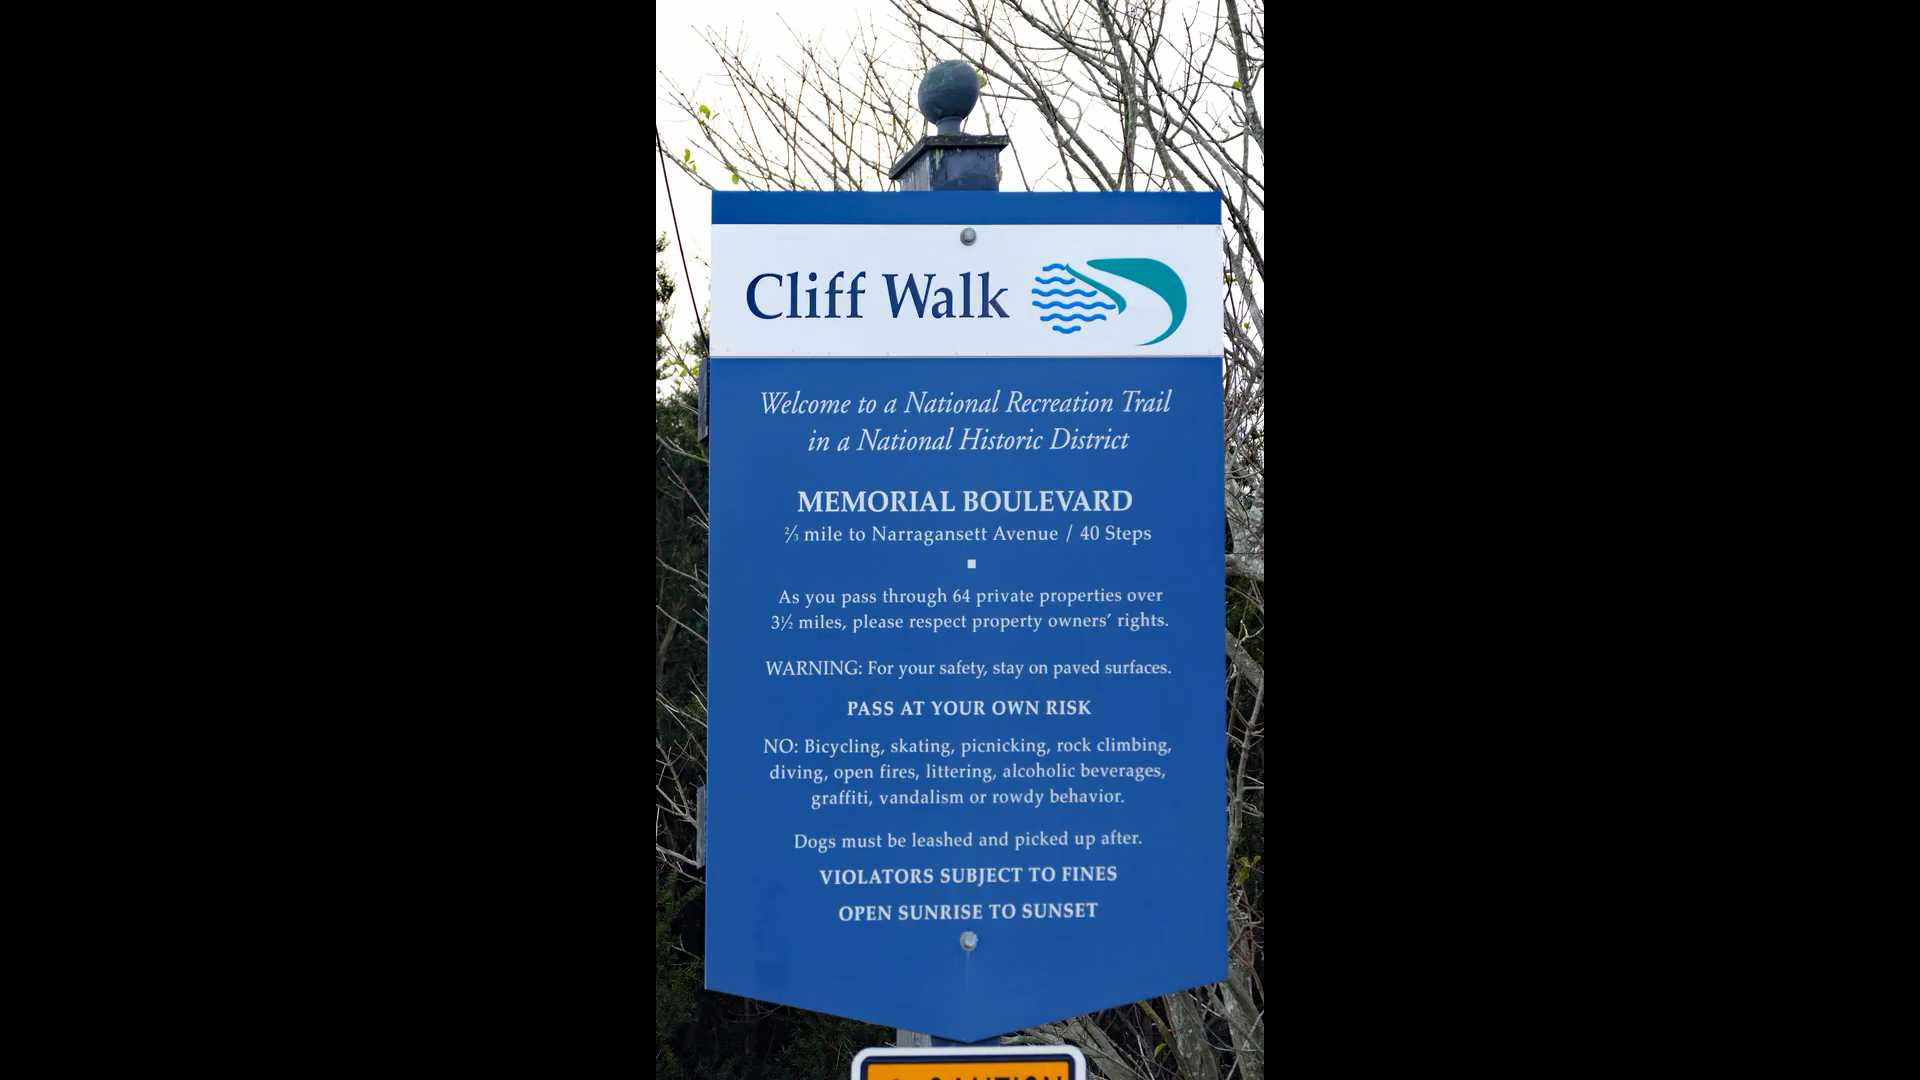 Cliff Walk
Welcome to a National Recreation Trail
in a National Historic District
MEMORIAL BOULEVARD
⅔ mile to Narragansett Avenue / 40 Steps
As you pass through 64 private properties over
3½ miles, please respect property owners’ rights.
WARNING: For your safety, stay on paved surfaces.
PASS AT YOUR OWN RISK
NO: Bicycling, skating, picnicking, rock climbing,
diving, open fires, littering, alcoholic beverages,
graffiti, vandalism or rowdy behavior.
Dogs must be leashed and picked up after.
VIOLATORS SUBJECT TO FINES
OPEN SUNRISE TO SUNSET
CAUTION